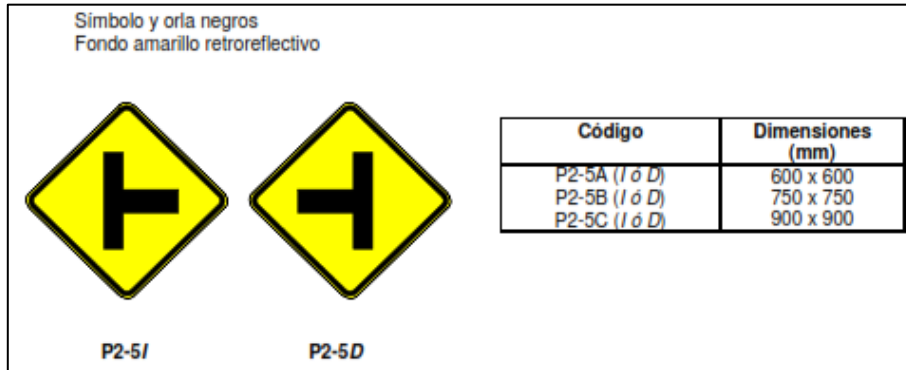 Símbolo y orla negros
Fondo amarillo retroreflectivo
Código
Dimensiones
(mm)
P2-5A (I ó D)
600 x 600
P2-5B (I ó D)
750 x 750
P2-5C (I ó D)
900 x 900
P2-5I
P2-5D